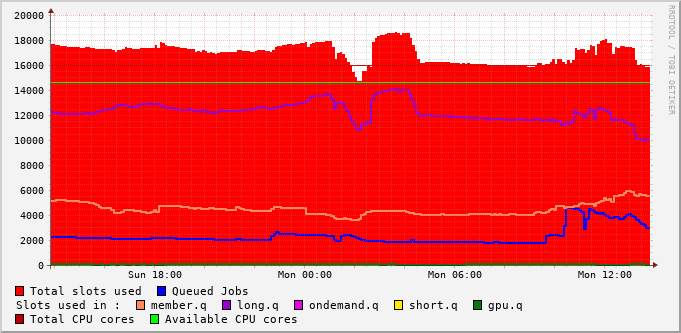 20000
18000
16000
14000
12000
10000
8000
6000
4000
2000
0
Sun 18:00 Mon 00:00 Mon 06:00 Mon 12:00
RRDTOOL / TOBI OETIKER
Total slots used Queued Jobs
Slots used in : member.q long.q ondemand.q short.q gpu.q
Total CPU cores Available CPU cores